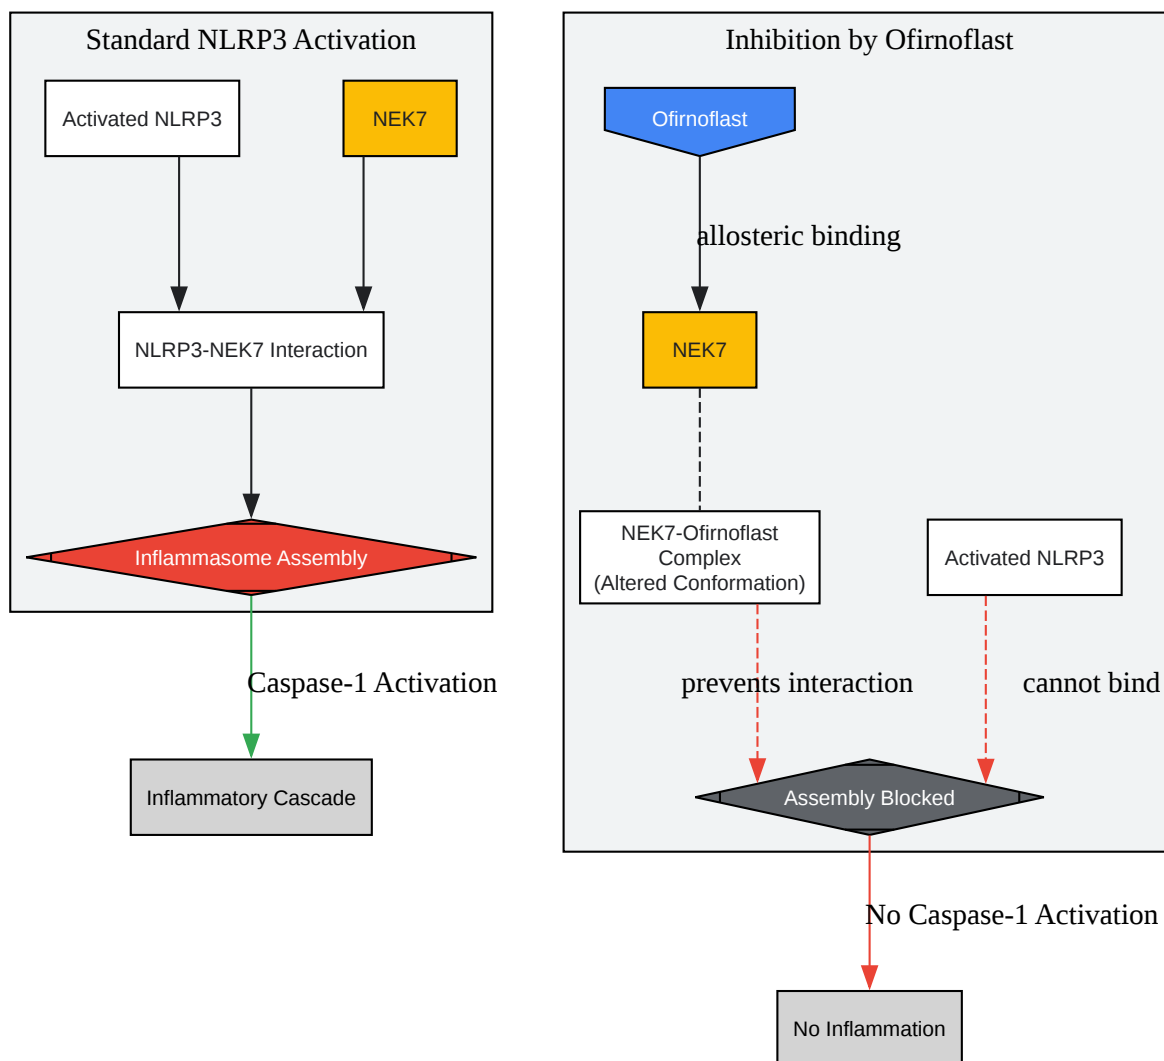 Standard NLRP3 Activation
Activated NLRP3
NEK7
NLRP3-NEK7 Interaction
Inflammasome Assembly
Caspase-1 Activation
Inflammatory Cascade
Inhibition by Ofirnoflast
Ofirnoflast
allosteric binding
NEK7
NEK7-Ofirnoflast
Complex
(Altered Conformation)
Activated NLRP3
prevents interaction
cannot bind
Assembly Blocked
No Caspase-1 Activation
No Inflammation